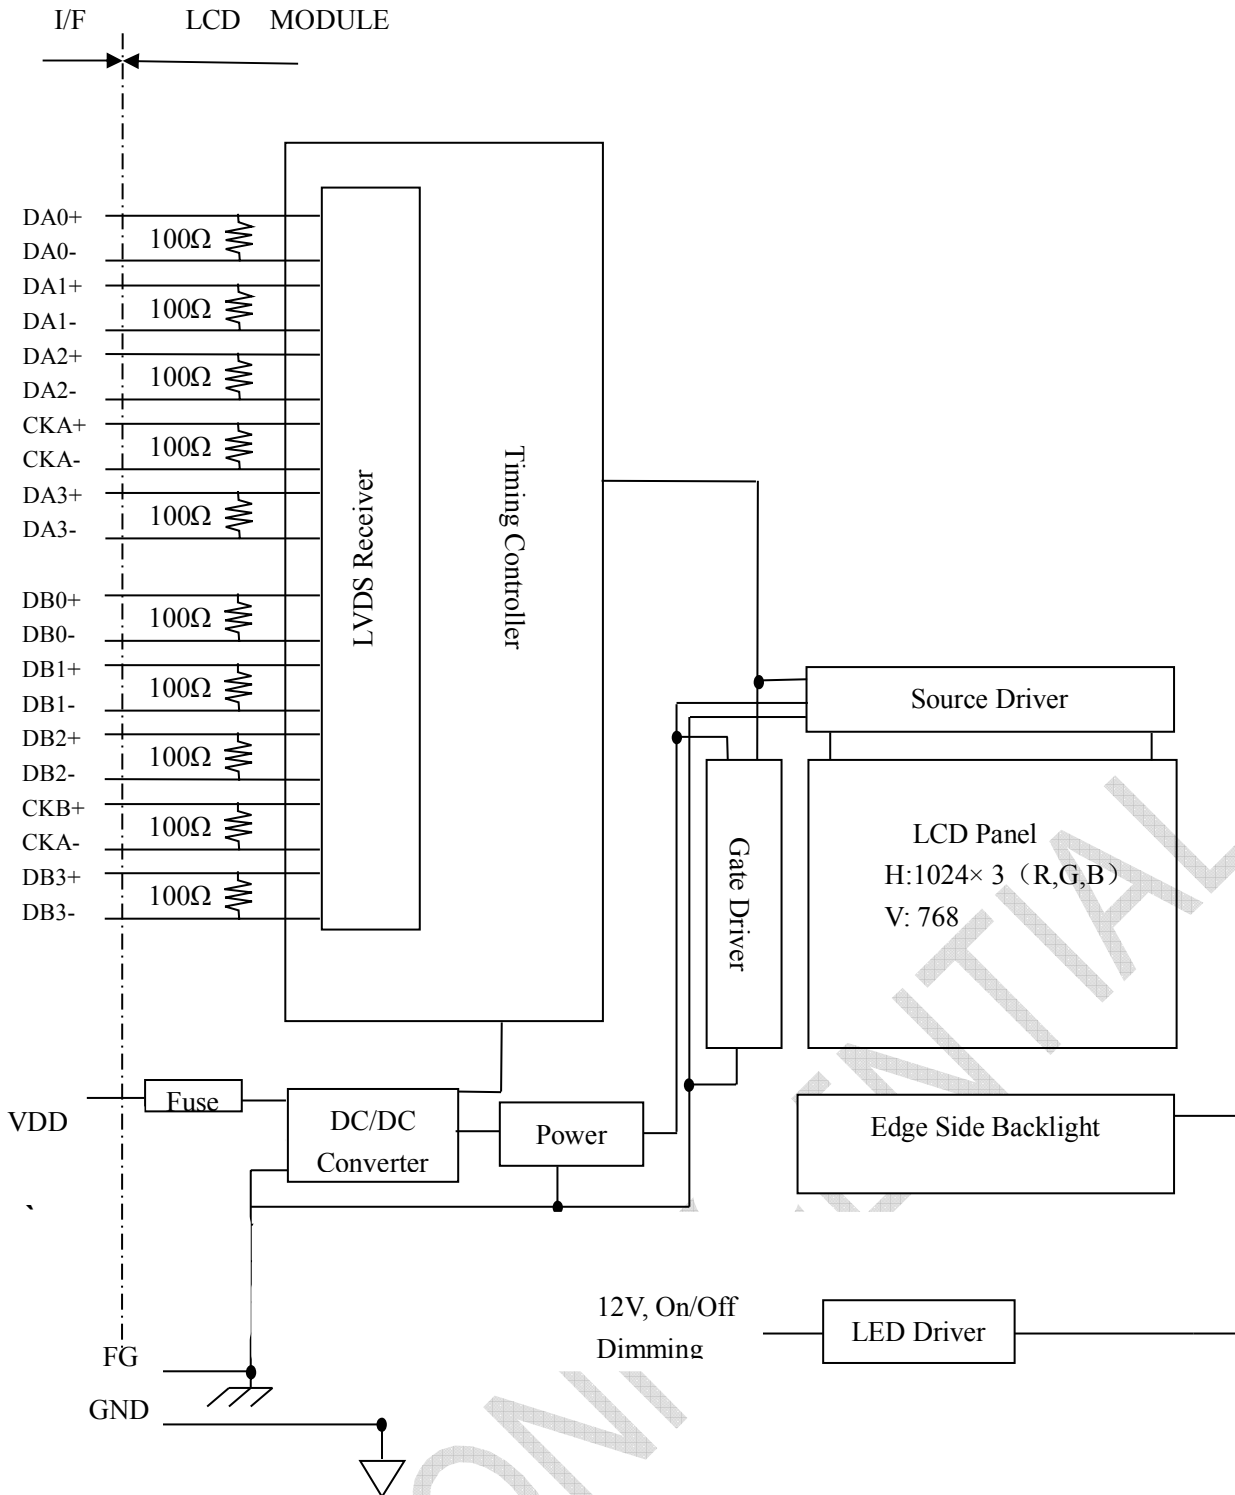 I/F LCD MODULE
DA0+
100Ω
DA0-
DA1+
100Ω
DA1-
DA2+
100Ω
DA2-
CKA+
100Ω
CKA-
DA3+
100Ω
DA3-
DB0+
100Ω
DB0-
DB1+
100Ω
DB1-
DB2+
100Ω
DB2-
CKB+
100Ω
CKA-
DB3+
100Ω
DB3-
LVDS Receiver
Timing Controller
Source Driver
Gate Driver
LCD Panel
H:1024× 3（R,G,B）
V: 768
VDD
Fuse
DC/DC
Converter
Power
Edge Side Backlight
、
12V, On/Off
Dimming
LED Driver
FG
GND
ONF
ENTIAL